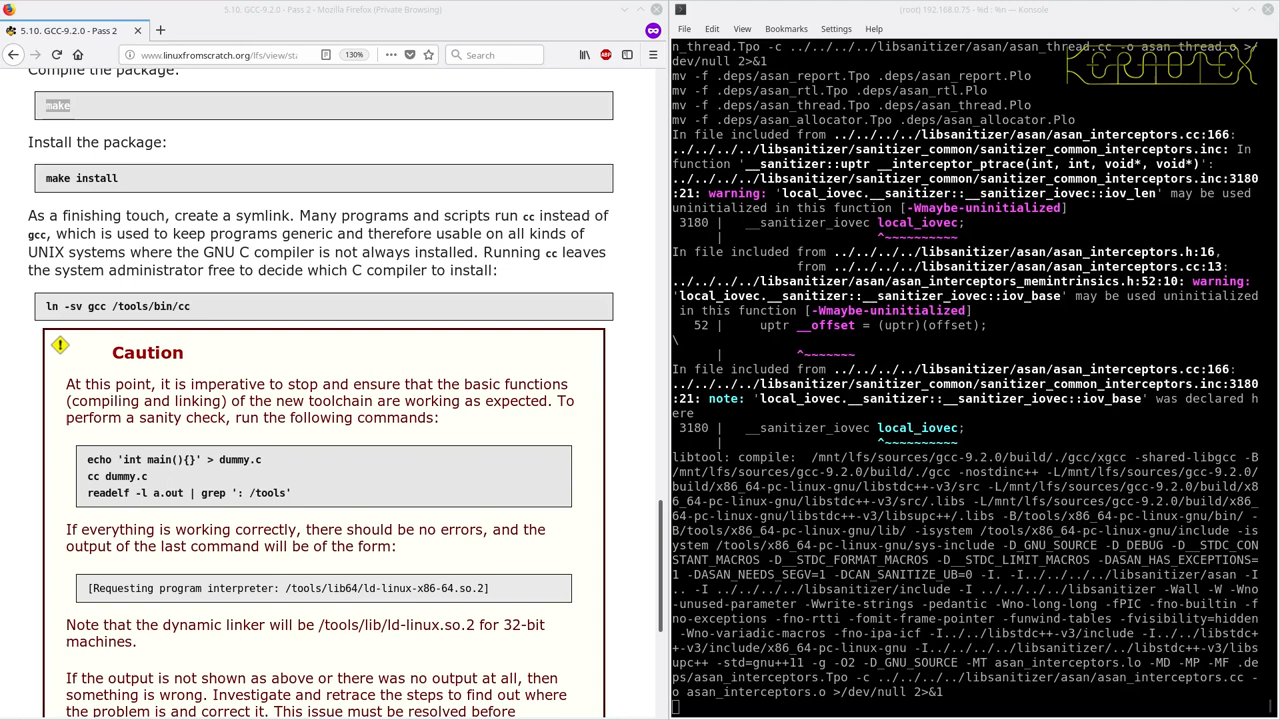 5.10. GCC-9.2.0 - Pass 2 - Mozilla Firefox (Private Browsing)
5.10. GCC-9.2.0 - Pass 2
www.linuxfromscratch.org/lfs/view/sta
130%
Search
ABP
Compile the package:
make
Install the package:
make install
As a finishing touch, create a symlink. Many programs and scripts run cc instead of
gcc, which is used to keep programs generic and therefore usable on all kinds of
UNIX systems where the GNU C compiler is not always installed. Running cc leaves
the system administrator free to decide which C compiler to install:
ln -sv gcc /tools/bin/cc
Caution
At this point, it is imperative to stop and ensure that the basic functions
(compiling and linking) of the new toolchain are working as expected. To
perform a sanity check, run the following commands:
echo 'int main(){}' > dummy.c
cc dummy.c
readelf -l a.out | grep ': /tools'
If everything is working correctly, there should be no errors, and the
output of the last command will be of the form:
[Requesting program interpreter: /tools/lib64/ld-linux-x86-64.so.2]
Note that the dynamic linker will be /tools/lib/ld-linux.so.2 for 32-bit
machines.
If the output is not shown as above or there was no output at all, then
something is wrong. Investigate and retrace the steps to find out where
the problem is and correct it. This issue must be resolved before
(root) 192.168.0.75 - %d : %n — Konsole
File Edit View Bookmarks Settings Help
n_thread.Tpo -c ../../../../libsanitizer/asan/asan_thread.cc -o asan_thread.o >/
dev/null 2>&1
mv -f .deps/asan_report.Tpo .deps/asan_report.Plo
mv -f .deps/asan_rtl.Tpo .deps/asan_rtl.Plo
mv -f .deps/asan_thread.Tpo .deps/asan_thread.Plo
mv -f .deps/asan_allocator.Tpo .deps/asan_allocator.Plo
In file included from ../../../../libsanitizer/asan/asan_interceptors.cc:166:
../../../../libsanitizer/sanitizer_common/sanitizer_common_interceptors.inc: In
function '__sanitizer::uptr __interceptor_ptrace(int, int, void*, void*)':
../../../../libsanitizer/sanitizer_common/sanitizer_common_interceptors.inc:3180
:21: warning: 'local_iovec.__sanitizer::__sanitizer_iovec::iov_len' may be used
uninitialized in this function [-Wmaybe-uninitialized]
3180 |   __sanitizer_iovec local_iovec;
|                     ^~~~~~~~~~~
In file included from ../../../../libsanitizer/asan/asan_interceptors.h:16,
from ../../../../libsanitizer/asan/asan_interceptors.cc:13:
../../../../libsanitizer/asan/asan_interceptors_memintrinsics.h:52:10: warning:
'local_iovec.__sanitizer::__sanitizer_iovec::iov_base' may be used uninitialized
in this function [-Wmaybe-uninitialized]
52 |     uptr __offset = (uptr)(offset);
\
|          ^~~~~~~~
In file included from ../../../../libsanitizer/asan/asan_interceptors.cc:166:
../../../../libsanitizer/sanitizer_common/sanitizer_common_interceptors.inc:3180
:21: note: 'local_iovec.__sanitizer::__sanitizer_iovec::iov_base' was declared h
ere
3180 |   __sanitizer_iovec local_iovec;
|                     ^~~~~~~~~~~
libtool: compile:  /mnt/lfs/sources/gcc-9.2.0/build/./gcc/xgcc -shared-libgcc -B
/mnt/lfs/sources/gcc-9.2.0/build/./gcc -nostdinc++ -L/mnt/lfs/sources/gcc-9.2.0/
build/x86_64-pc-linux-gnu/libstdc++-v3/src -L/mnt/lfs/sources/gcc-9.2.0/build/x8
6_64-pc-linux-gnu/libstdc++-v3/src/.libs -L/mnt/lfs/sources/gcc-9.2.0/build/x86_
64-pc-linux-gnu/libstdc++-v3/libsupc++/.libs -B/tools/x86_64-pc-linux-gnu/bin/ -
B/tools/x86_64-pc-linux-gnu/lib/ -isystem /tools/x86_64-pc-linux-gnu/include -is
ystem /tools/x86_64-pc-linux-gnu/sys-include -D_GNU_SOURCE -D_DEBUG -D__STDC_CON
STANT_MACROS -D__STDC_FORMAT_MACROS -D__STDC_LIMIT_MACROS -DASAN_HAS_EXCEPTIONS=
1 -DASAN_NEEDS_SEGV=1 -DCAN_SANITIZE_UB=0 -I. -I../../../../libsanitizer/asan -I
.. -I ../../../../libsanitizer/include -I ../../../../libsanitizer -Wall -W -Wno
-unused-parameter -Wwrite-strings -pedantic -Wno-long-long -fPIC -fno-builtin -f
no-exceptions -fno-rtti -fomit-frame-pointer -funwind-tables -fvisibility=hidden
-Wno-variadic-macros -fno-ipa-icf -I../../libstdc++-v3/include -I../../libstdc+
+-v3/include/x86_64-pc-linux-gnu -I../../../../libsanitizer/../libstdc++-v3/libs
upc++ -std=gnu++11 -g -O2 -D_GNU_SOURCE -MT asan_interceptors.lo -MD -MP -MF .de
ps/asan_interceptors.Tpo -c ../../../../libsanitizer/asan/asan_interceptors.cc -
o asan_interceptors.o >/dev/null 2>&1